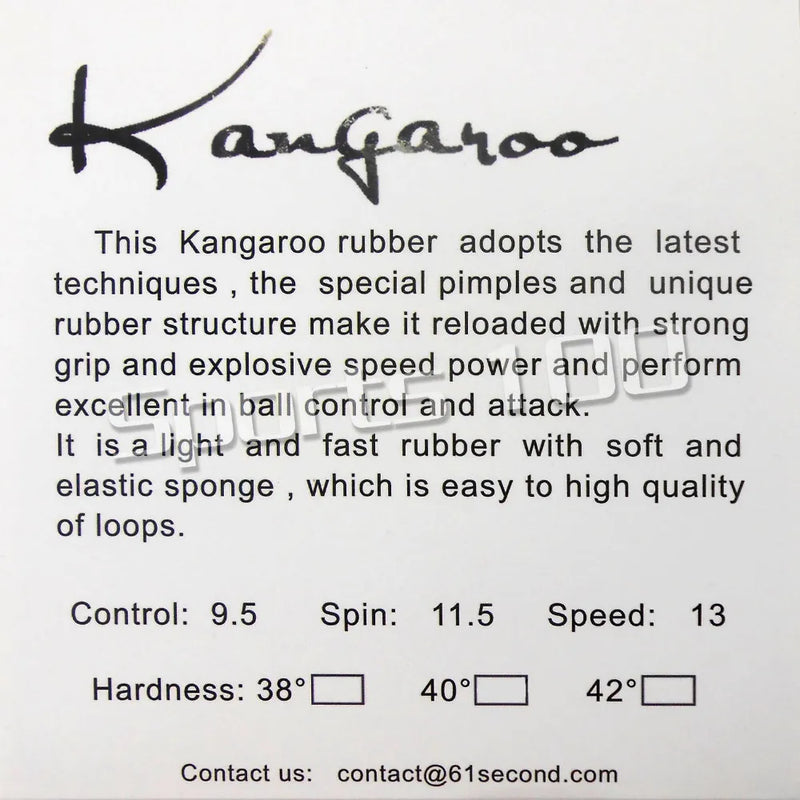 Kangaroo
This Kangaroo rubber adopts the latest
techniques , the special pimples and unique
rubber structure make it reloaded with strong
grip and explosive speed power and perform
excellent in ball control and attack.
It is a light and fast rubber with soft and
elastic sponge , which is easy to high quality
of loops.
Sports 100
Control: 9.5 Spin: 11.5 Speed: 13
Hardness: 38° 40° 42°
Contact us: contact@61second.com